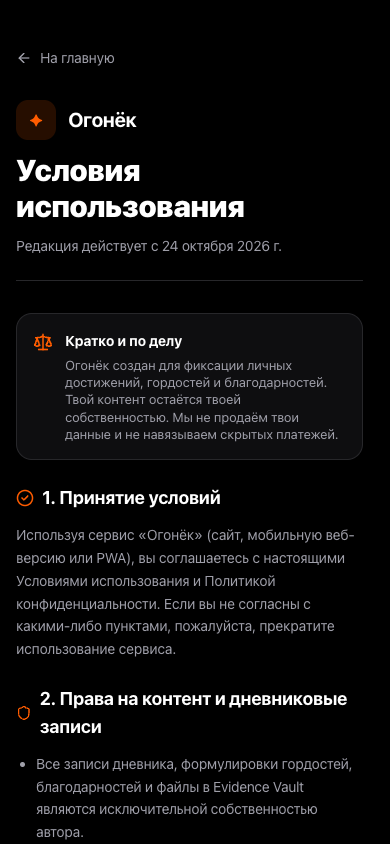 На главную
Огонёк
Условия
использования
Редакция действует с 24 октября 2026 г.
Кратко и по делу
Огонёк создан для фиксации личных
достижений, гордостей и благодарностей.
Твой контент остаётся твоей
собственностью. Мы не продаём твои
данные и не навязываем скрытых платежей.
1. Принятие условий
Используя сервис «Огонёк» (сайт, мобильную веб-
версию или PWA), вы соглашаетесь с настоящими
Условиями использования и Политикой
конфиденциальности. Если вы не согласны с
какими-либо пунктами, пожалуйста, прекратите
использование сервиса.
2. Права на контент и дневниковые
записи
Все записи дневника, формулировки гордостей,
благодарностей и файлы в Evidence Vault
являются исключительной собственностью
автора.